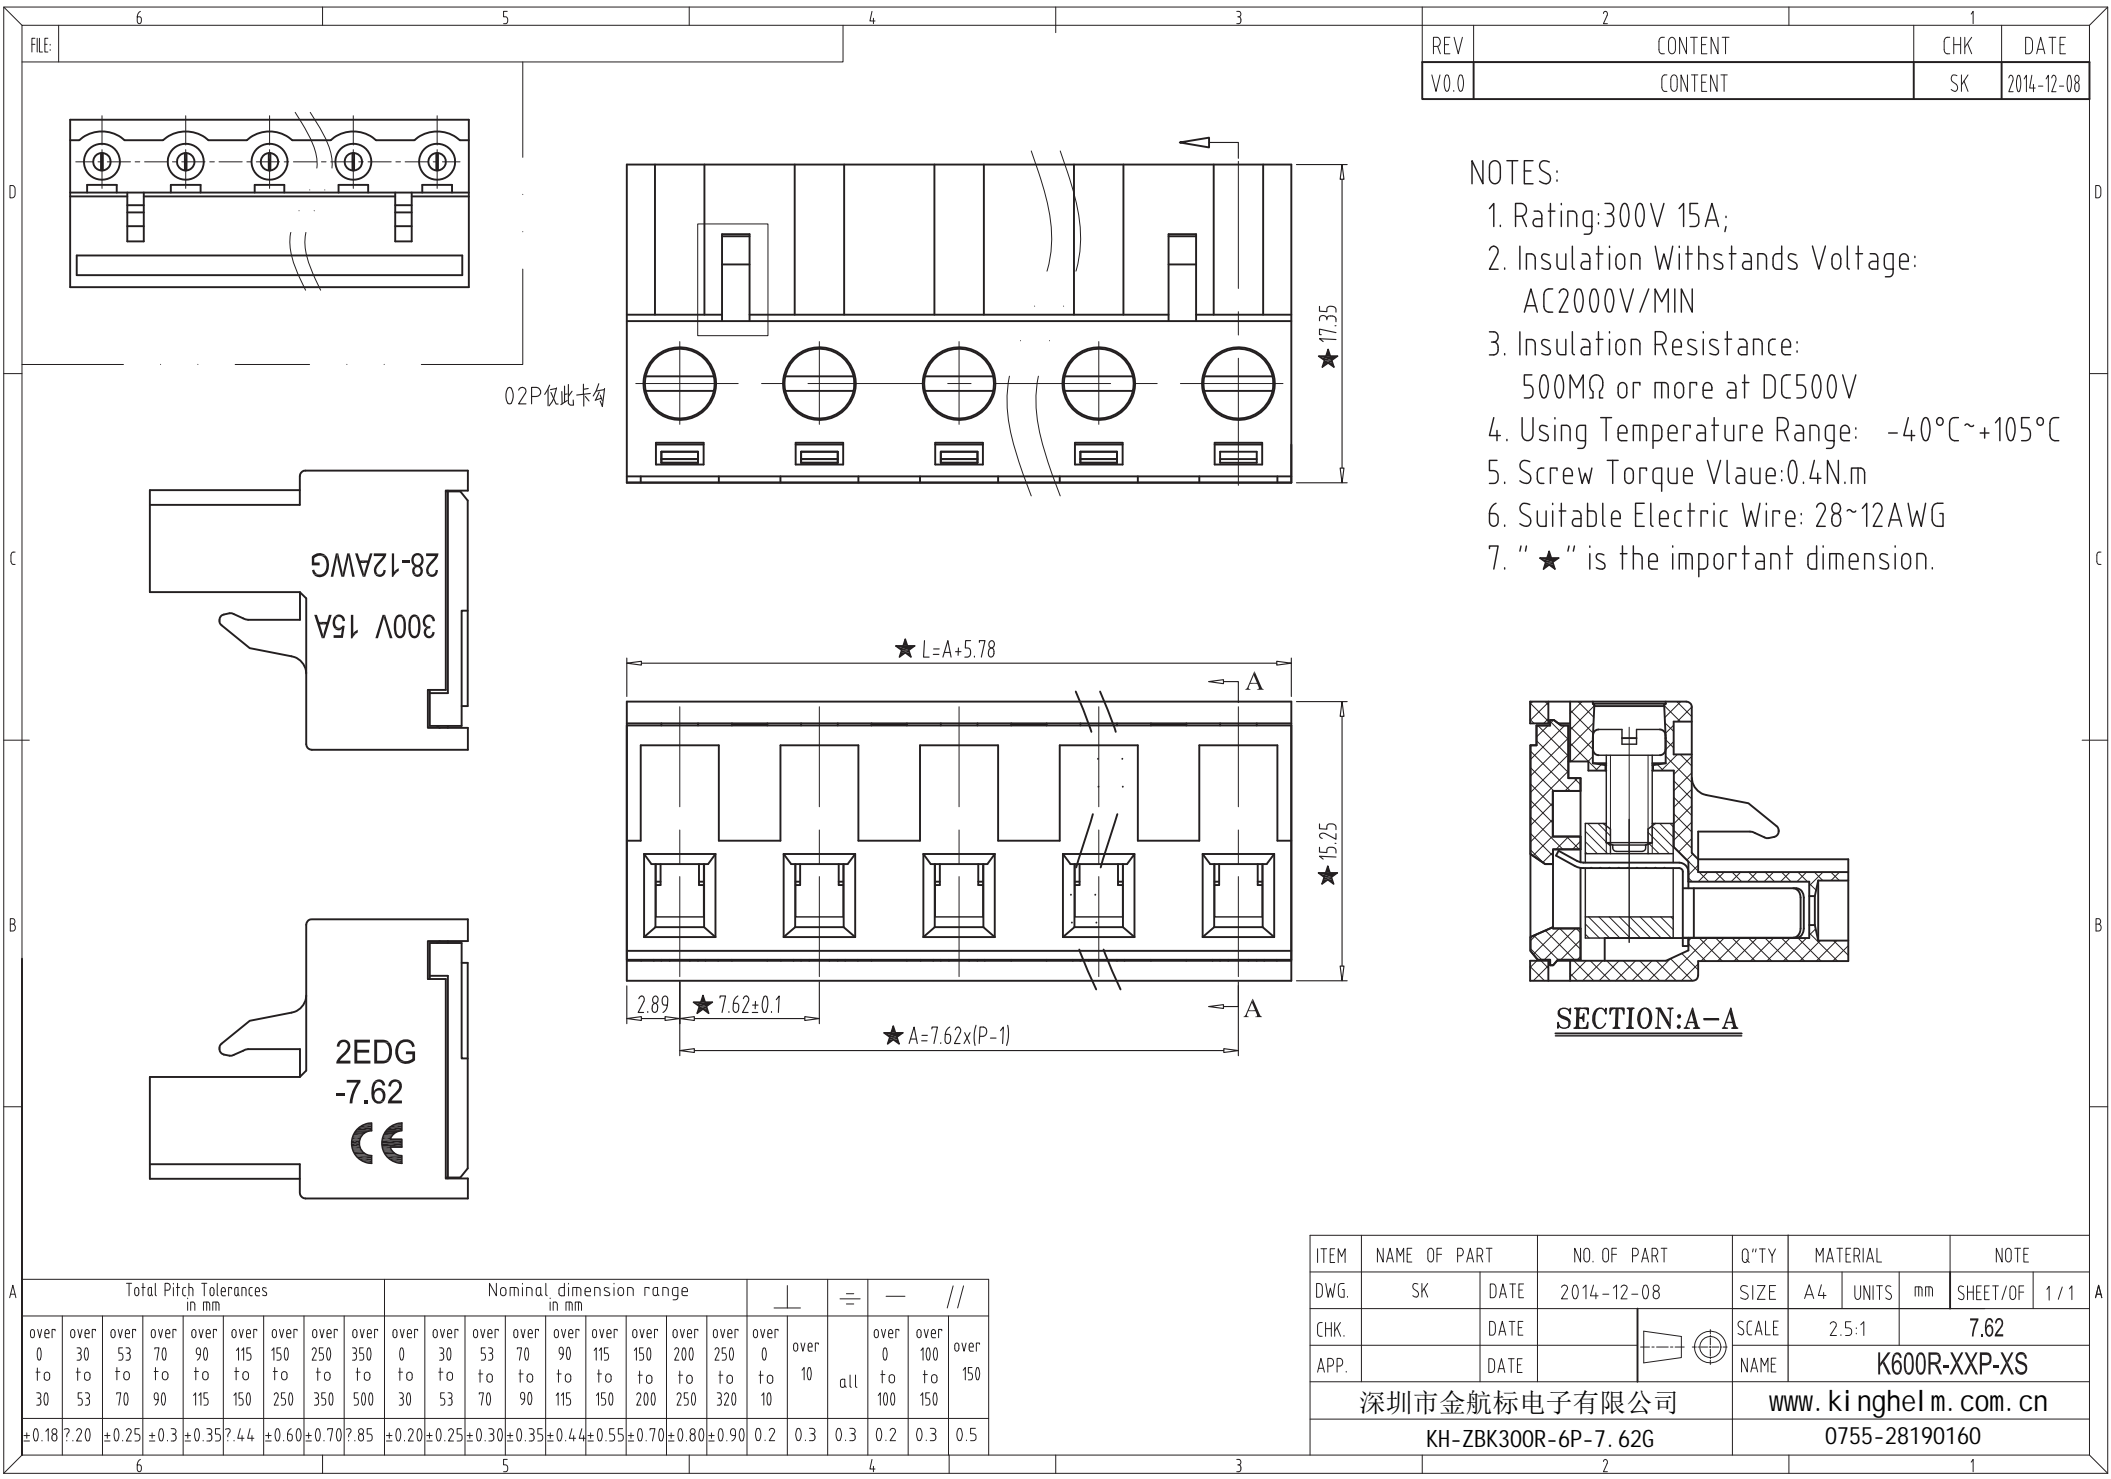 6 5 4 3 2 1
FILE:
REV CONTENT CHK DATE
V0.0 CONTENT SK 2014-12-08
D D
NOTES:
1. Rating:300V 15A;
2. Insulation Withstands Voltage:
AC2000V/MIN
3. Insulation Resistance:
500MΩ or more at DC500V
4. Using Temperature Range: -40°C~+105°C
5. Screw Torque Vlaue:0.4N.m
6. Suitable Electric Wire: 28~12AWG
7. "★" is the important dimension.
★17.35
02P仅此卡勾
C C
28-12AWG
300V 15A
★ L=A+5.78
A
★15.25
B B
2.89 ★ 7.62±0.1
A
★ A=7.62x(P-1)
SECTION:A-A
2EDG
-7.62
CE
A A
Total Pitch Tolerances in mm Nominal dimension range in mm ⊥ ⌯ — //
over 0 to 30 over 30 to 53 over 53 to 70 over 70 to 90 over 90 to 115 over 115 to 150 over 150 to 250 over 250 to 350 over 350 to 500 over 0 to 30 over 30 to 53 over 53 to 70 over 70 to 90 over 90 to 115 over 115 to 150 over 150 to 200 over 200 to 250 over 250 to 320 over 0 to 10 over 10 all over 0 to 100 over 100 to 150 over 150
±0.18 ?.20 ±0.25 ±0.3 ±0.35 ?.44 ±0.60 ±0.70 ?.85 ±0.20 ±0.25 ±0.30 ±0.35 ±0.44 ±0.55 ±0.70 ±0.80 ±0.90 0.2 0.3 0.3 0.2 0.3 0.5
ITEM NAME OF PART NO. OF PART Q"TY MATERIAL NOTE
DWG. SK DATE 2014-12-08 SIZE A4 UNITS mm SHEET/OF 1/1
CHK. DATE SCALE 2.5:1 7.62
APP. DATE NAME K600R-XXP-XS
深圳市金航标电子有限公司 www.kinghelm.com.cn
KH-ZBK300R-6P-7.62G 0755-28190160
6 5 4 3 2 1